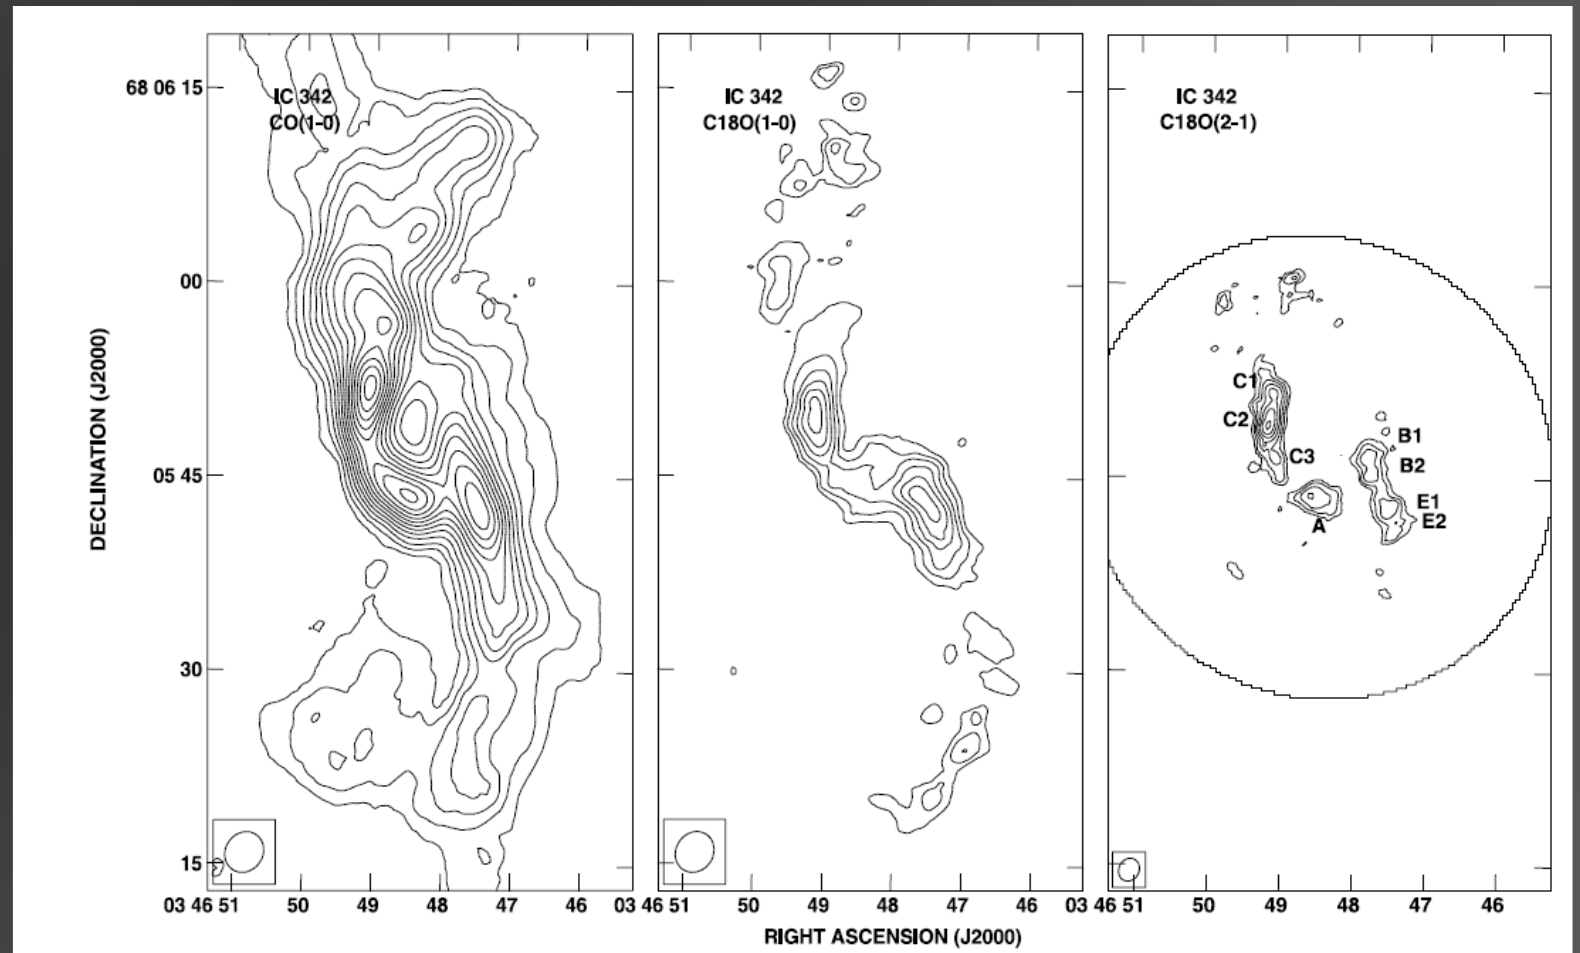 IC 342
CO(1-0)
IC 342
C18O(1-0)
IC 342
C18O(2-1)
68 06 15
00
05 45
30
15
DECLINATION (J2000)
C1
C2
C3
A
B1
B2
E1
E2
03 46 51 50 49 48 47 46
03 46 51 50 49 48 47 46
03 46 51 50 49 48 47 46
RIGHT ASCENSION (J2000)